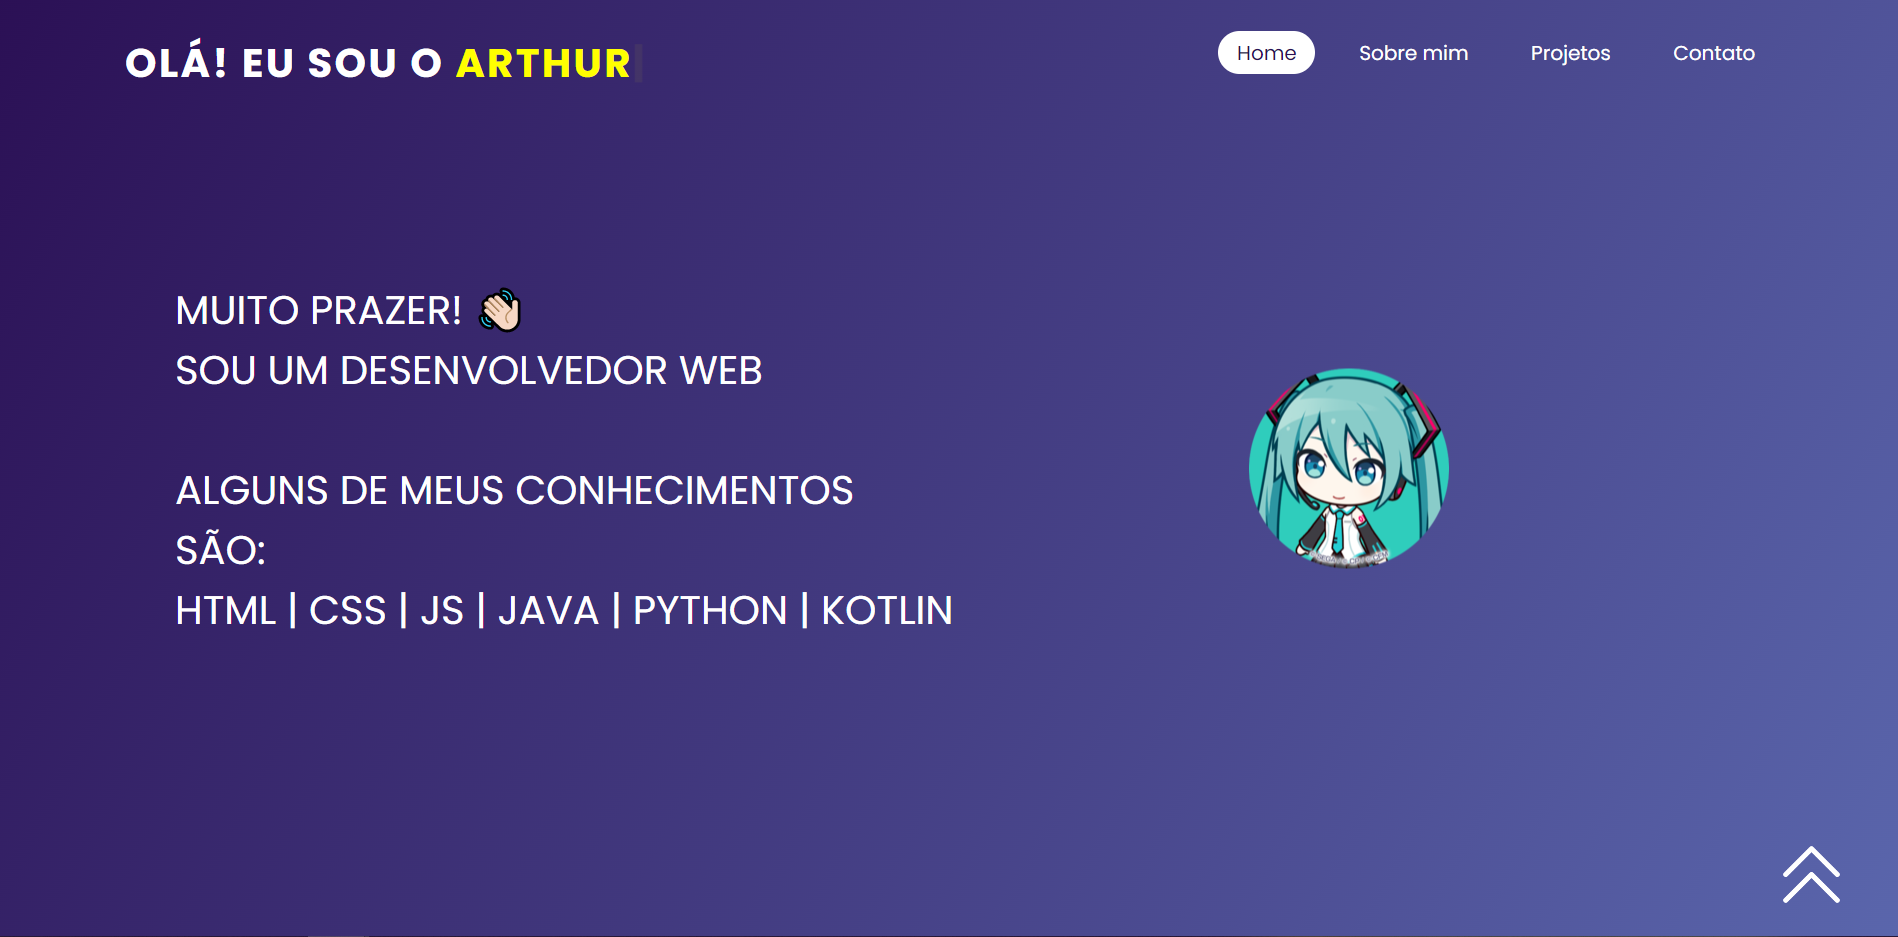 OLÁ! EU SOU O ARTHUR
Home
Sobre mim
Projetos
Contato
MUITO PRAZER! 👋🏻
SOU UM DESENVOLVEDOR WEB
ALGUNS DE MEUS CONHECIMENTOS
SÃO:
HTML | CSS | JS | JAVA | PYTHON | KOTLIN